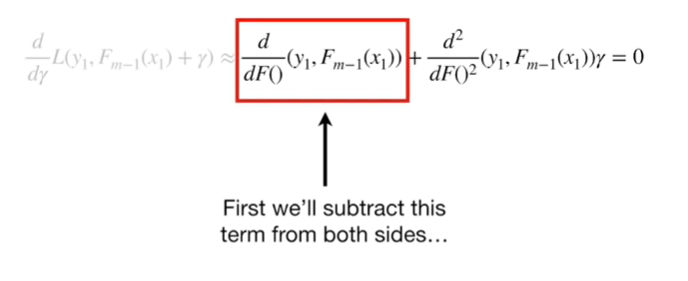 d/dγ L(y₁, Fₘ₋₁(x₁) + γ) ≈ d/dF() (y₁, Fₘ₋₁(x₁)) + d²/dF()² (y₁, Fₘ₋₁(x₁))γ = 0
First we'll subtract this
term from both sides…